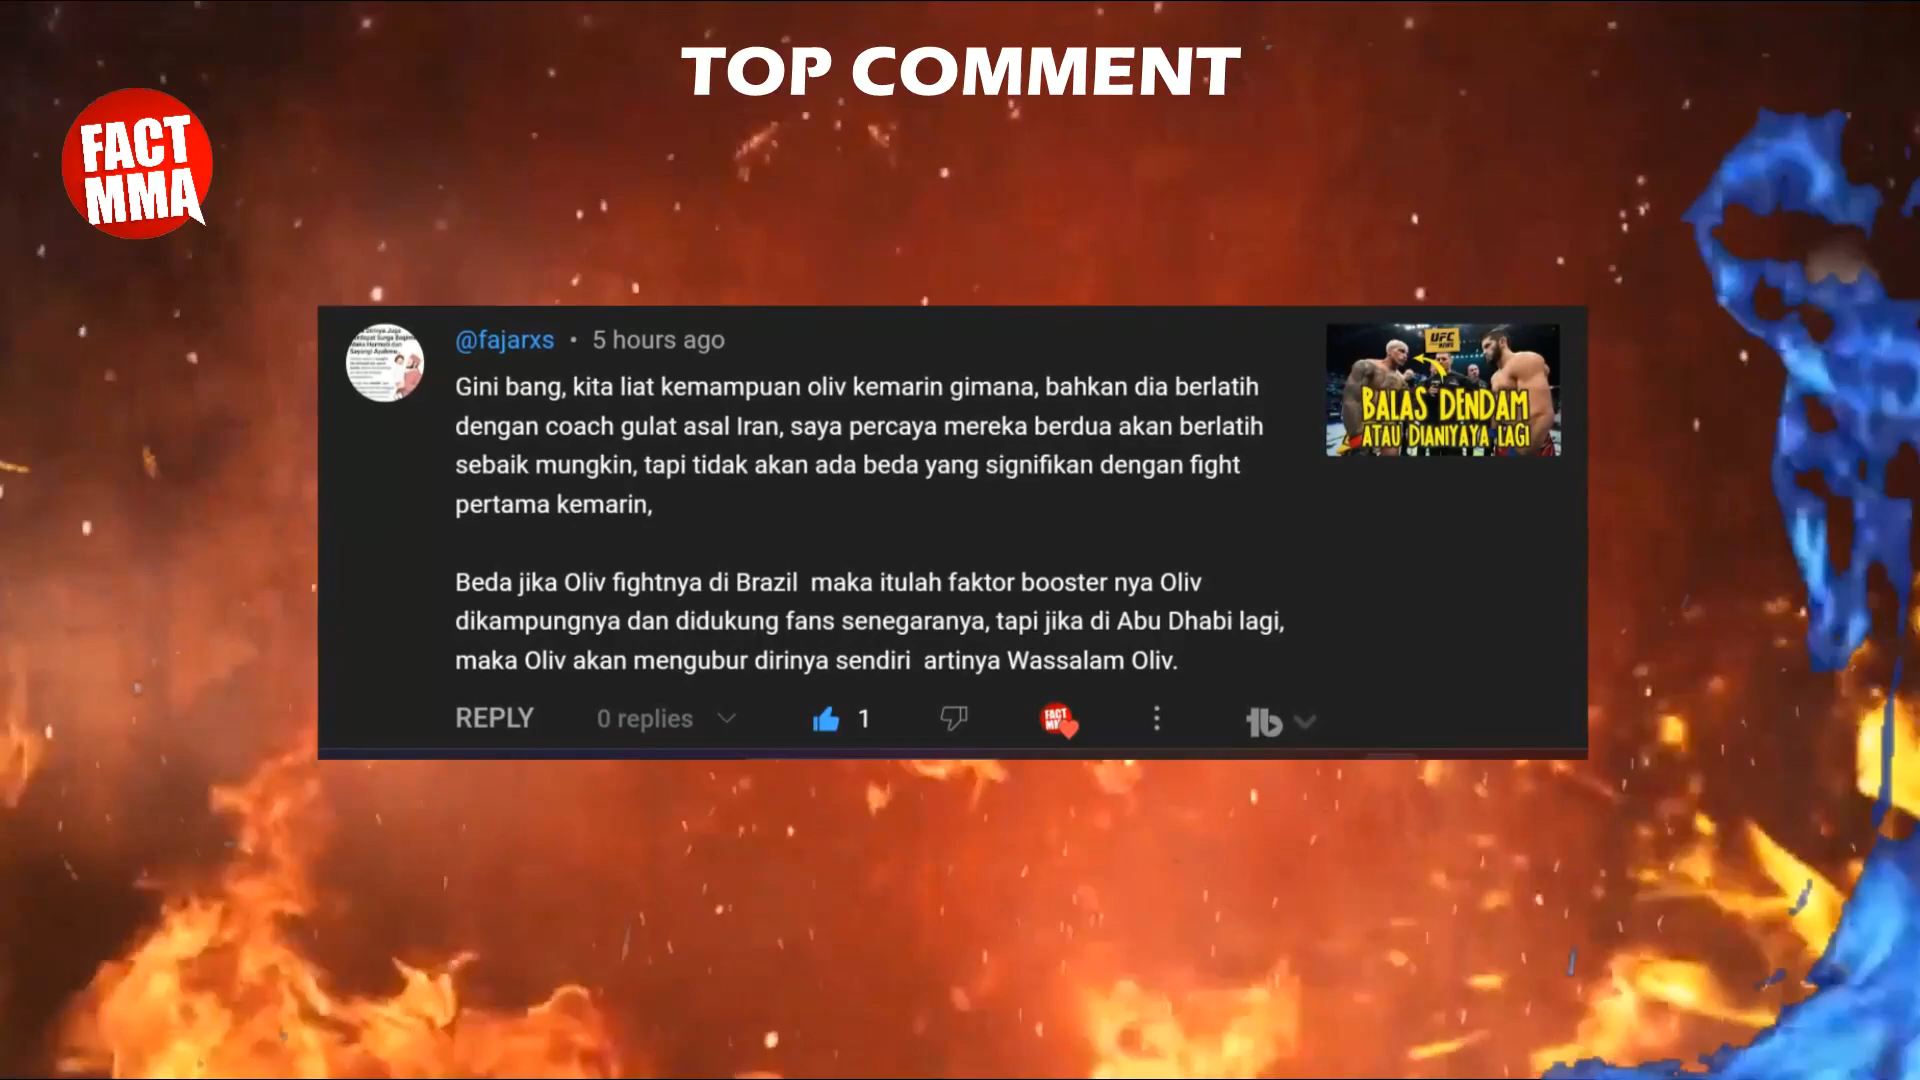 TOP COMMENT
FACT
MMA
@fajarxs • 5 hours ago
Gini bang, kita liat kemampuan oliv kemarin gimana, bahkan dia berlatih
dengan coach gulat asal Iran, saya percaya mereka berdua akan berlatih
sebaik mungkin, tapi tidak akan ada beda yang signifikan dengan fight
pertama kemarin,
Beda jika Oliv fightnya di Brazil maka itulah faktor booster nya Oliv
dikampungnya dan didukung fans senegaranya, tapi jika di Abu Dhabi lagi,
maka Oliv akan mengubur dirinya sendiri artinya Wassalam Oliv.
REPLY 0 replies 1
UFC
BALAS DENDAM
ATAU DIANIYAYA LAGI